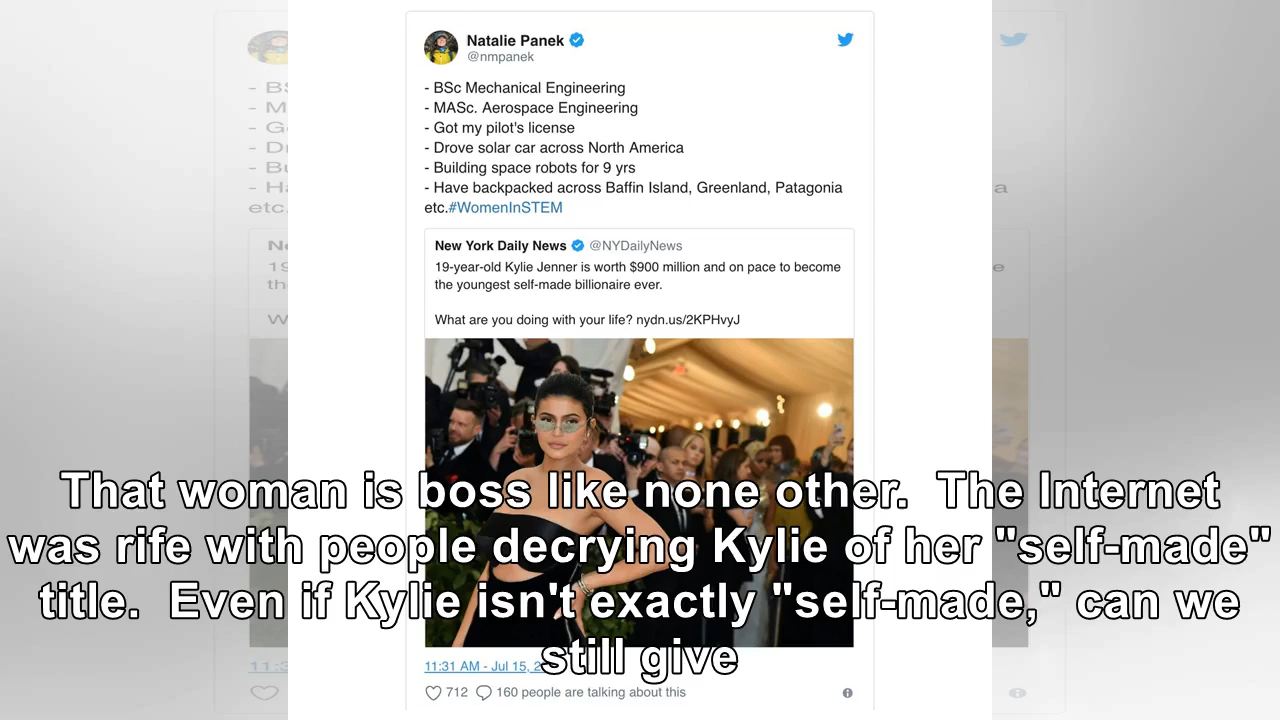 Natalie Panek
@nmpanek
- BSc Mechanical Engineering
- MASc. Aerospace Engineering
- Got my pilot's license
- Drove solar car across North America
- Building space robots for 9 yrs
- Have backpacked across Baffin Island, Greenland, Patagonia
etc.#WomenInSTEM
New York Daily News @NYDailyNews
19-year-old Kylie Jenner is worth $900 million and on pace to become
the youngest self-made billionaire ever.
What are you doing with your life? nydn.us/2KPHvyJ
That woman is boss like none other. The Internet
was rife with people decrying Kylie of her "self-made"
title. Even if Kylie isn't exactly "self-made," can we
still give
11:31 AM - Jul 15, 2
712 160 people are talking about this